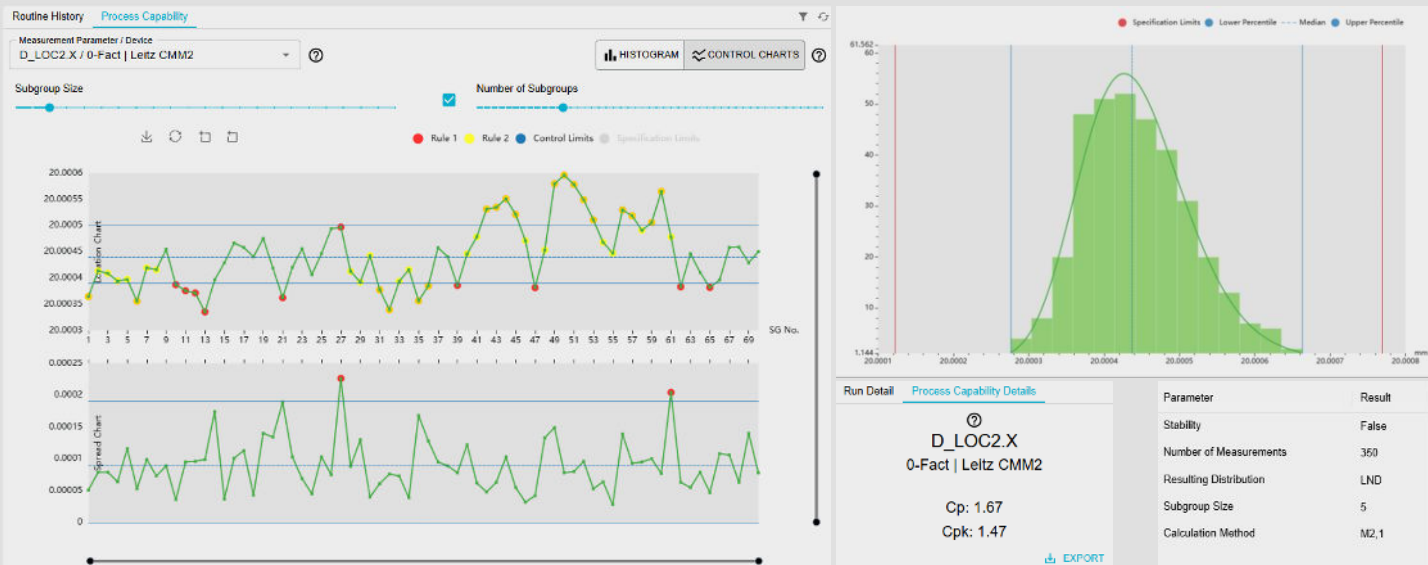 Routine History Process Capability
Measurement Parameter / Device
D_LOC2.X / 0-Fact | Leitz CMM2
HISTOGRAM CONTROL CHARTS
Subgroup Size
Number of Subgroups
Rule 1 Rule 2 Control Limits Specification Limits
20.0006
20.00055
20.0005
20.00045
20.0004
20.00035
20.0003
Location Chart
1 3 5 7 9 11 13 15 17 19 21 23 25 27 29 31 33 35 37 39 41 43 45 47 49 51 53 55 57 59 61 63 65 67 69
SG No.
0.00025
0.0002
0.00015
0.0001
0.00005
0
Spread Chart
Specification Limits Lower Percentile Median Upper Percentile
61,562
60
50
40
30
20
10
1,144
20.0001 20.0002 20.0003 20.0004 20.0005 20.0006 20.0007 20.0008
mm
Run Detail Process Capability Details
D_LOC2.X
0-Fact | Leitz CMM2
Cp: 1.67
Cpk: 1.47
EXPORT
Parameter Result
Stability False
Number of Measurements 350
Resulting Distribution LND
Subgroup Size 5
Calculation Method M2,1